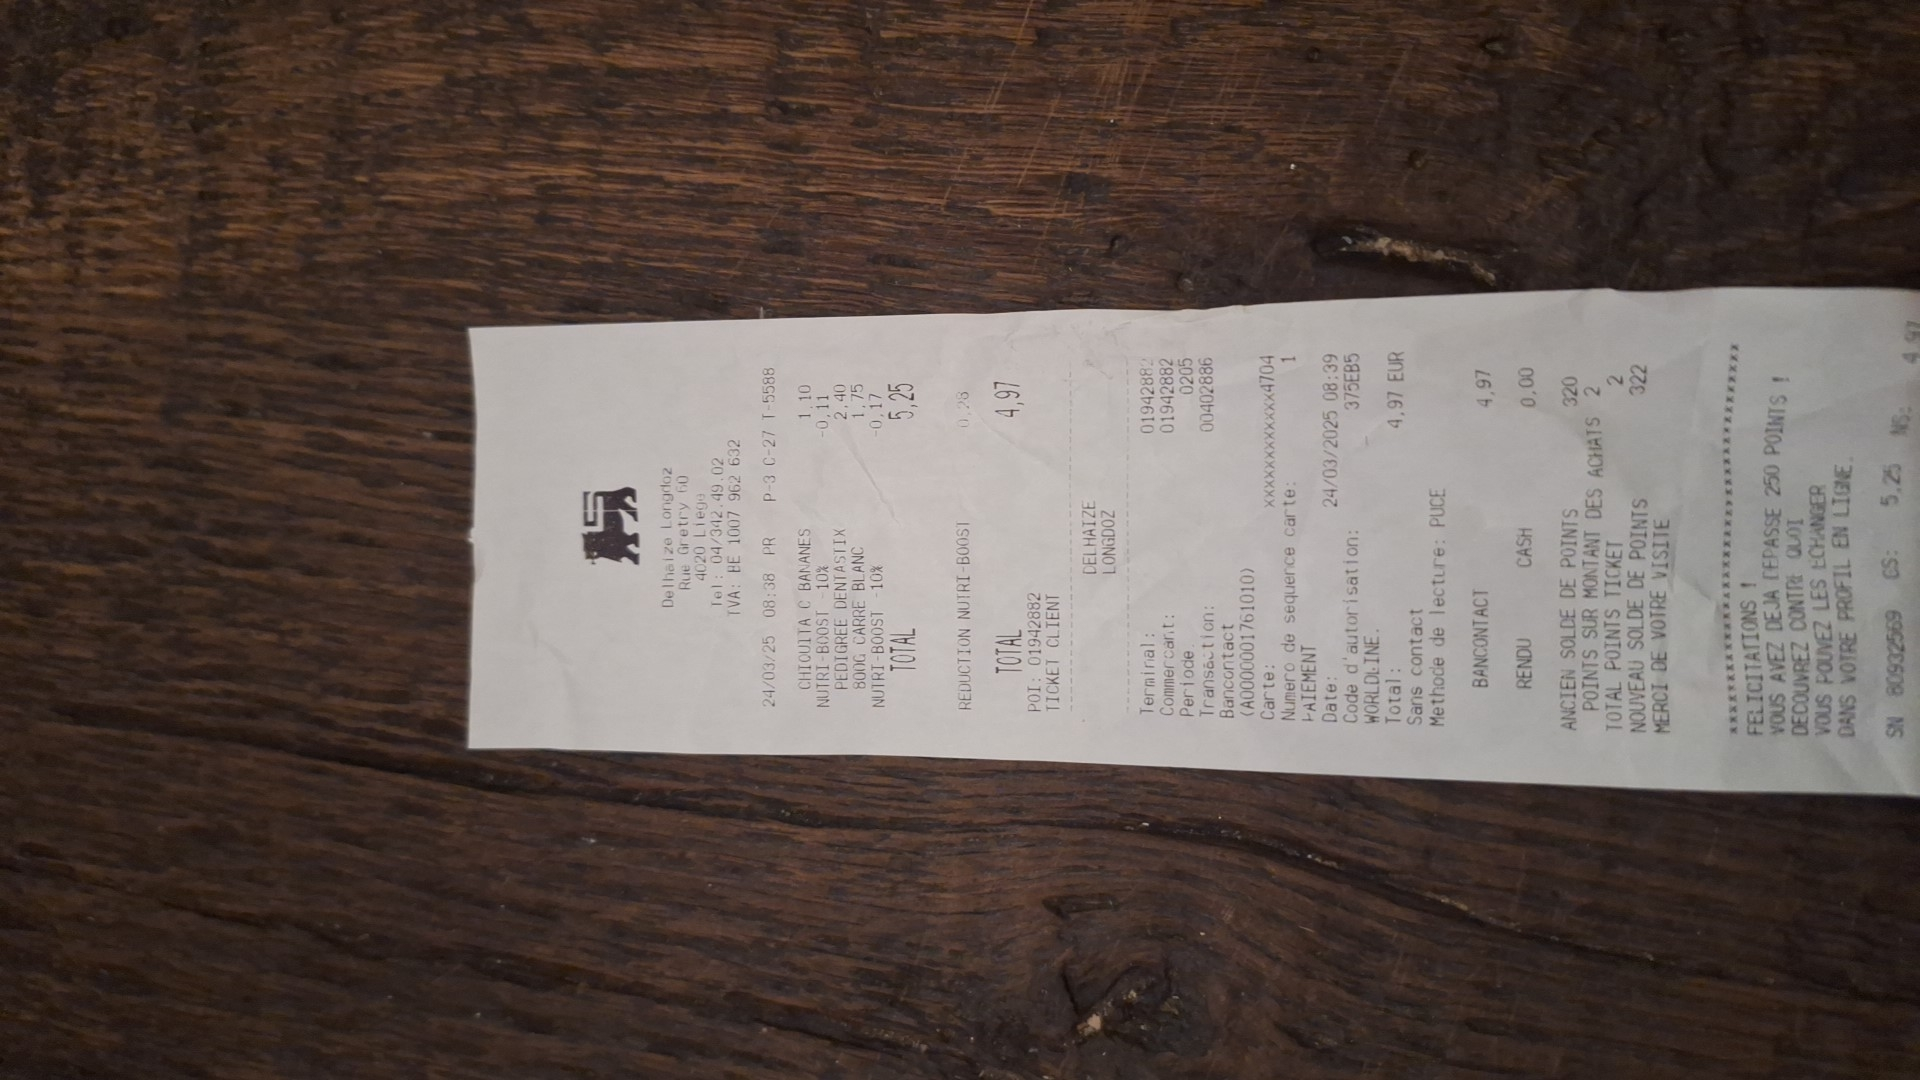 Delhaize Longdoz
Rue Gretry 60
4020 Liege
Tel: 04/342.49.02
TVA: BE 1007 962 632
24/03/25 08:38 PR P-3 C-27 T-5588
CHIQUITA C BANANES 1,10
NUTRI-BOOST -10% -0,11
PEDIGREE DENTASTIX 2,40
800G CARRE BLANC 1,75
NUTRI-BOOST -10% -0,17
TOTAL 5,25
REDUCTION NUTRI-BOOST 0,28
TOTAL 4,97
POI: 01942882
TICKET CLIENT
DELHAIZE
LONGDOZ
Terminal: 01942882
Commercant: 01942882
Periode 0205
Transaction: 00402886
Bancontact
(A0000001761010)
Carte: xxxxxxxxxxxxx4704
Numero de sequence carte: 1
PAIEMENT
Date: 24/03/2025 08:39
Code d'autorisation: 375EB5
WORLDLINE.
Total: 4,97 EUR
Sans contact
Methode de lecture: PUCE
BANCONTACT 4,97
RENDU CASH 0,00
ANCIEN SOLDE DE POINTS 320
POINTS SUR MONTANT DES ACHATS 2
TOTAL POINTS TICKET 2
NOUVEAU SOLDE DE POINTS 322
MERCI DE VOTRE VISITE
FELICITATIONS !
VOUS AVEZ DEJA DEPASSE 250 POINTS !
DECOUVREZ CONTRE QUOI
VOUS POUVEZ LES ECHANGER
DANS VOTRE PROFIL EN LIGNE.
SN 80932569 GS: 5,25 NS: 4,97